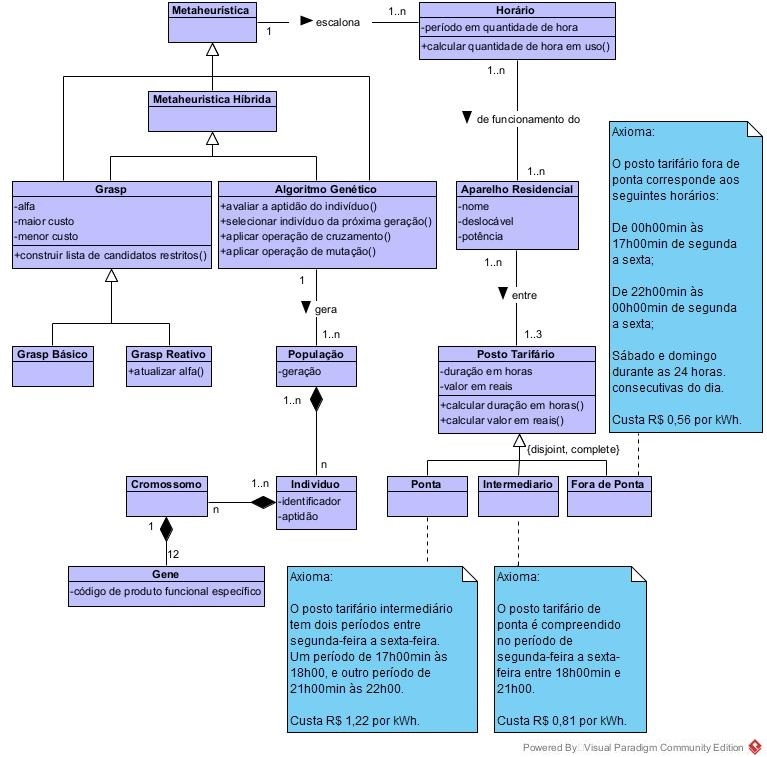 Metaheurística
1
escalona
1..n
Horário
-período em quantidade de hora
+calcular quantidade de hora em uso()
1..n
de funcionamento do
1..n
Metaheuristica Híbrida
Grasp
-alfa
-maior custo
-menor custo
+construir lista de candidatos restritos()
Algoritmo Genético
+avaliar a aptidão do indivíduo()
+selecionar indivíduo da próxima geração()
+aplicar operação de cruzamento()
+aplicar operação de mutação()
Aparelho Residencial
-nome
-deslocável
-potência
1..n
entre
1..3
1
gera
1..n
Grasp Básico
Grasp Reativo
+atualizar alfa()
População
-geração
1..n
n
Posto Tarifário
-duração em horas
-valor em reais
+calcular duração em horas()
+calcular valor em reais()
{disjoint, complete}
Cromossomo
n
1..n
Individuo
-identificador
-aptidão
1
12
Gene
-código de produto funcional específico
Ponta
Intermediario
Fora de Ponta
Axioma:
O posto tarifário fora de
ponta corresponde aos
seguintes horários:
De 00h00min às
17h00min de segunda
a sexta;
De 22h00min às
00h00min de segunda
a sexta;
Sábado e domingo
durante as 24 horas.
consecutivas do dia.
Custa R$ 0,56 por kWh.
Axioma:
O posto tarifário intermediário
tem dois períodos entre
segunda-feira a sexta-feira.
Um período de 17h00min às
18h00, e outro período de
21h00min às 22h00.
Custa R$ 1,22 por kWh.
Axioma:
O posto tarifário de
ponta é compreendido
no período de
segunda-feira a sexta-
feira entre 18h00min e
21h00.
Custa R$ 0,81 por kWh.
Powered By Visual Paradigm Community Edition